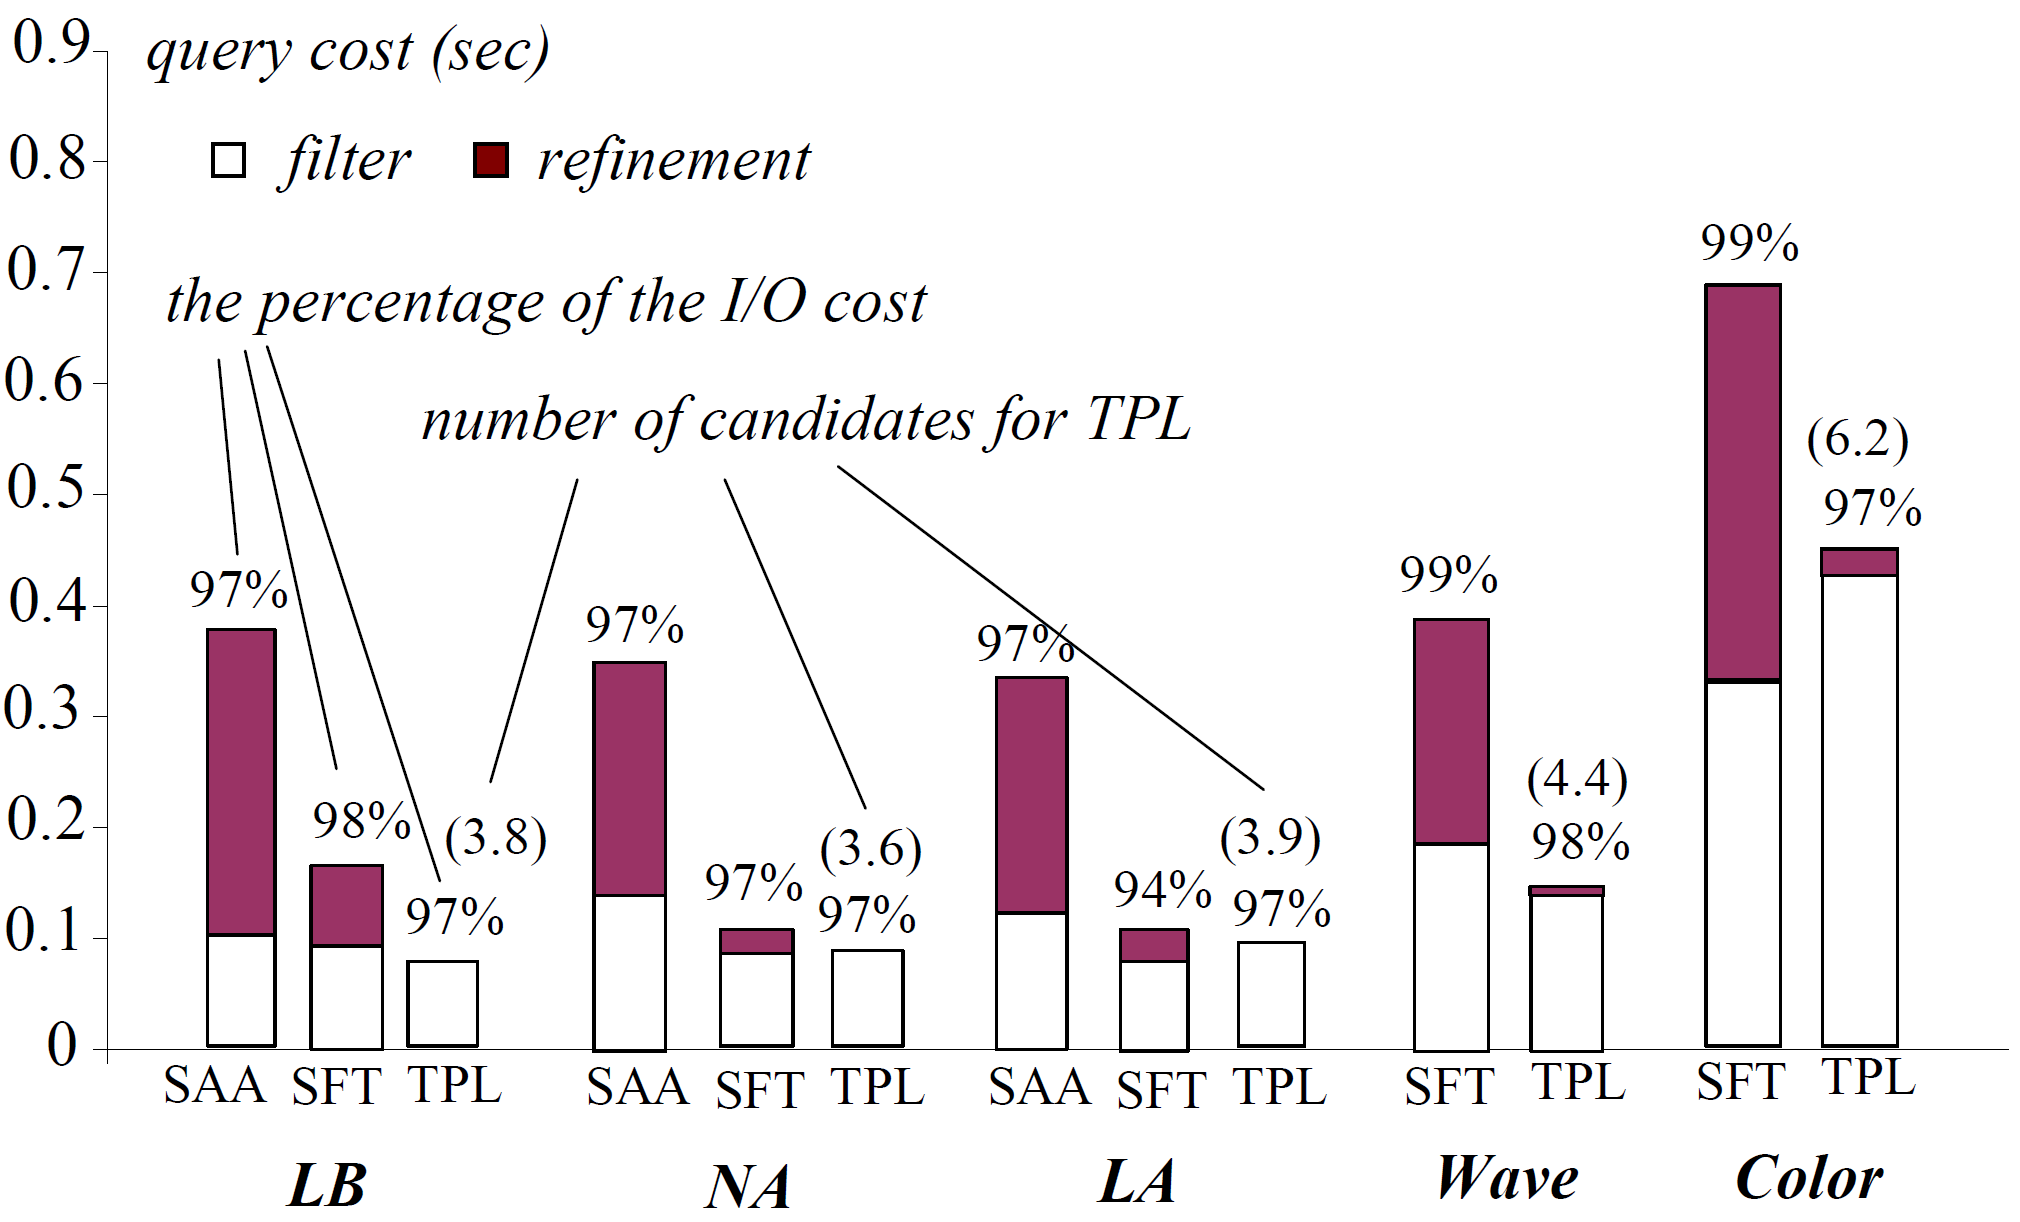 0.9
query cost (sec)
0.8
filter
refinement
0.7
99%
the percentage of the I/O cost
0.6
number of candidates for TPL
(6.2)
0.5
97%
0.4
97%
97%
97%
99%
0.3
0.2
98%
(3.8)
(3.6)
(3.9)
(4.4)
97%
97%
97%
94%
97%
98%
0.1
0
SAA SFT TPL
SAA SFT TPL
SAA SFT TPL
SFT TPL
SFT TPL
LB
NA
LA
Wave
Color